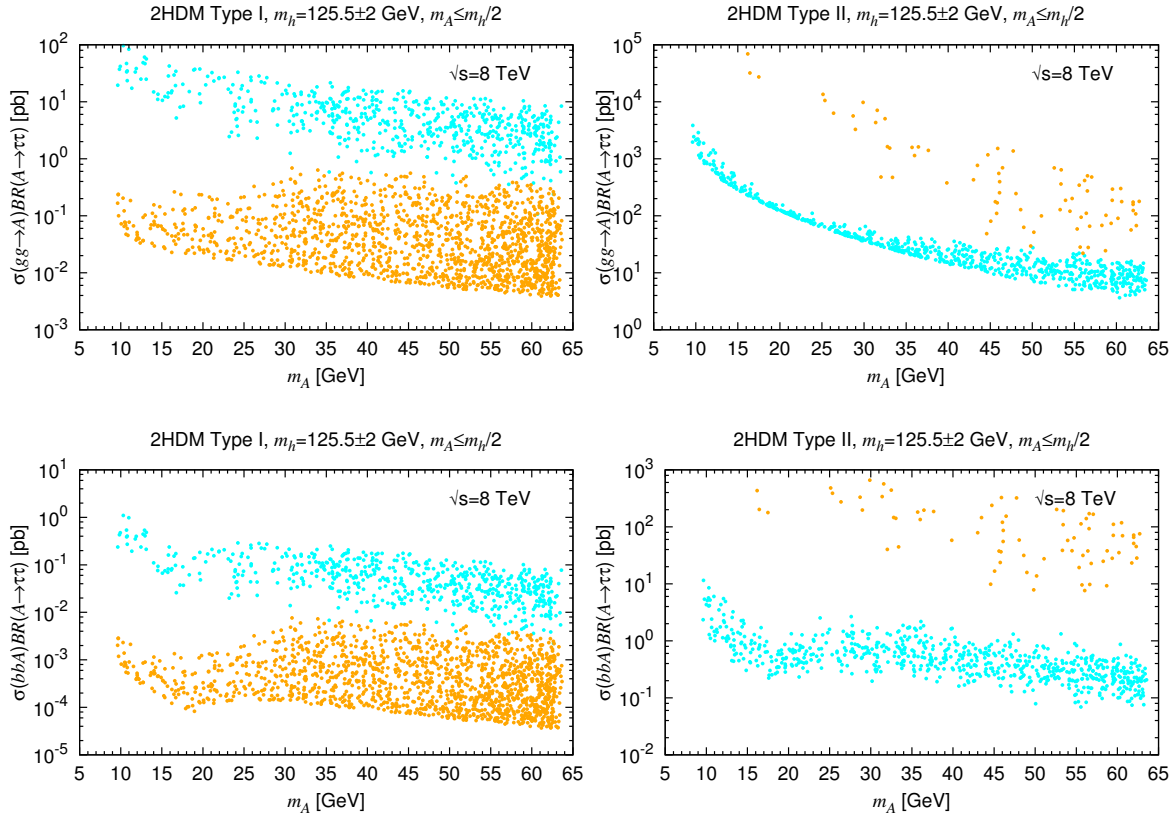 2HDM Type I, m_h=125.5±2 GeV, m_A≤m_h/2
σ(gg→A)BR(A→ττ) [pb]
10^2
10^1
10^0
10^-1
10^-2
10^-3
√s=8 TeV
5 10 15 20 25 30 35 40 45 50 55 60 65
m_A [GeV]
2HDM Type II, m_h=125.5±2 GeV, m_A≤m_h/2
σ(gg→A)BR(A→ττ) [pb]
10^5
10^4
10^3
10^2
10^1
10^0
√s=8 TeV
5 10 15 20 25 30 35 40 45 50 55 60 65
m_A [GeV]
2HDM Type I, m_h=125.5±2 GeV, m_A≤m_h/2
σ(bbA)BR(A→ττ) [pb]
10^1
10^0
10^-1
10^-2
10^-3
10^-4
10^-5
√s=8 TeV
5 10 15 20 25 30 35 40 45 50 55 60 65
m_A [GeV]
2HDM Type II, m_h=125.5±2 GeV, m_A≤m_h/2
σ(bbA)BR(A→ττ) [pb]
10^3
10^2
10^1
10^0
10^-1
10^-2
√s=8 TeV
5 10 15 20 25 30 35 40 45 50 55 60 65
m_A [GeV]